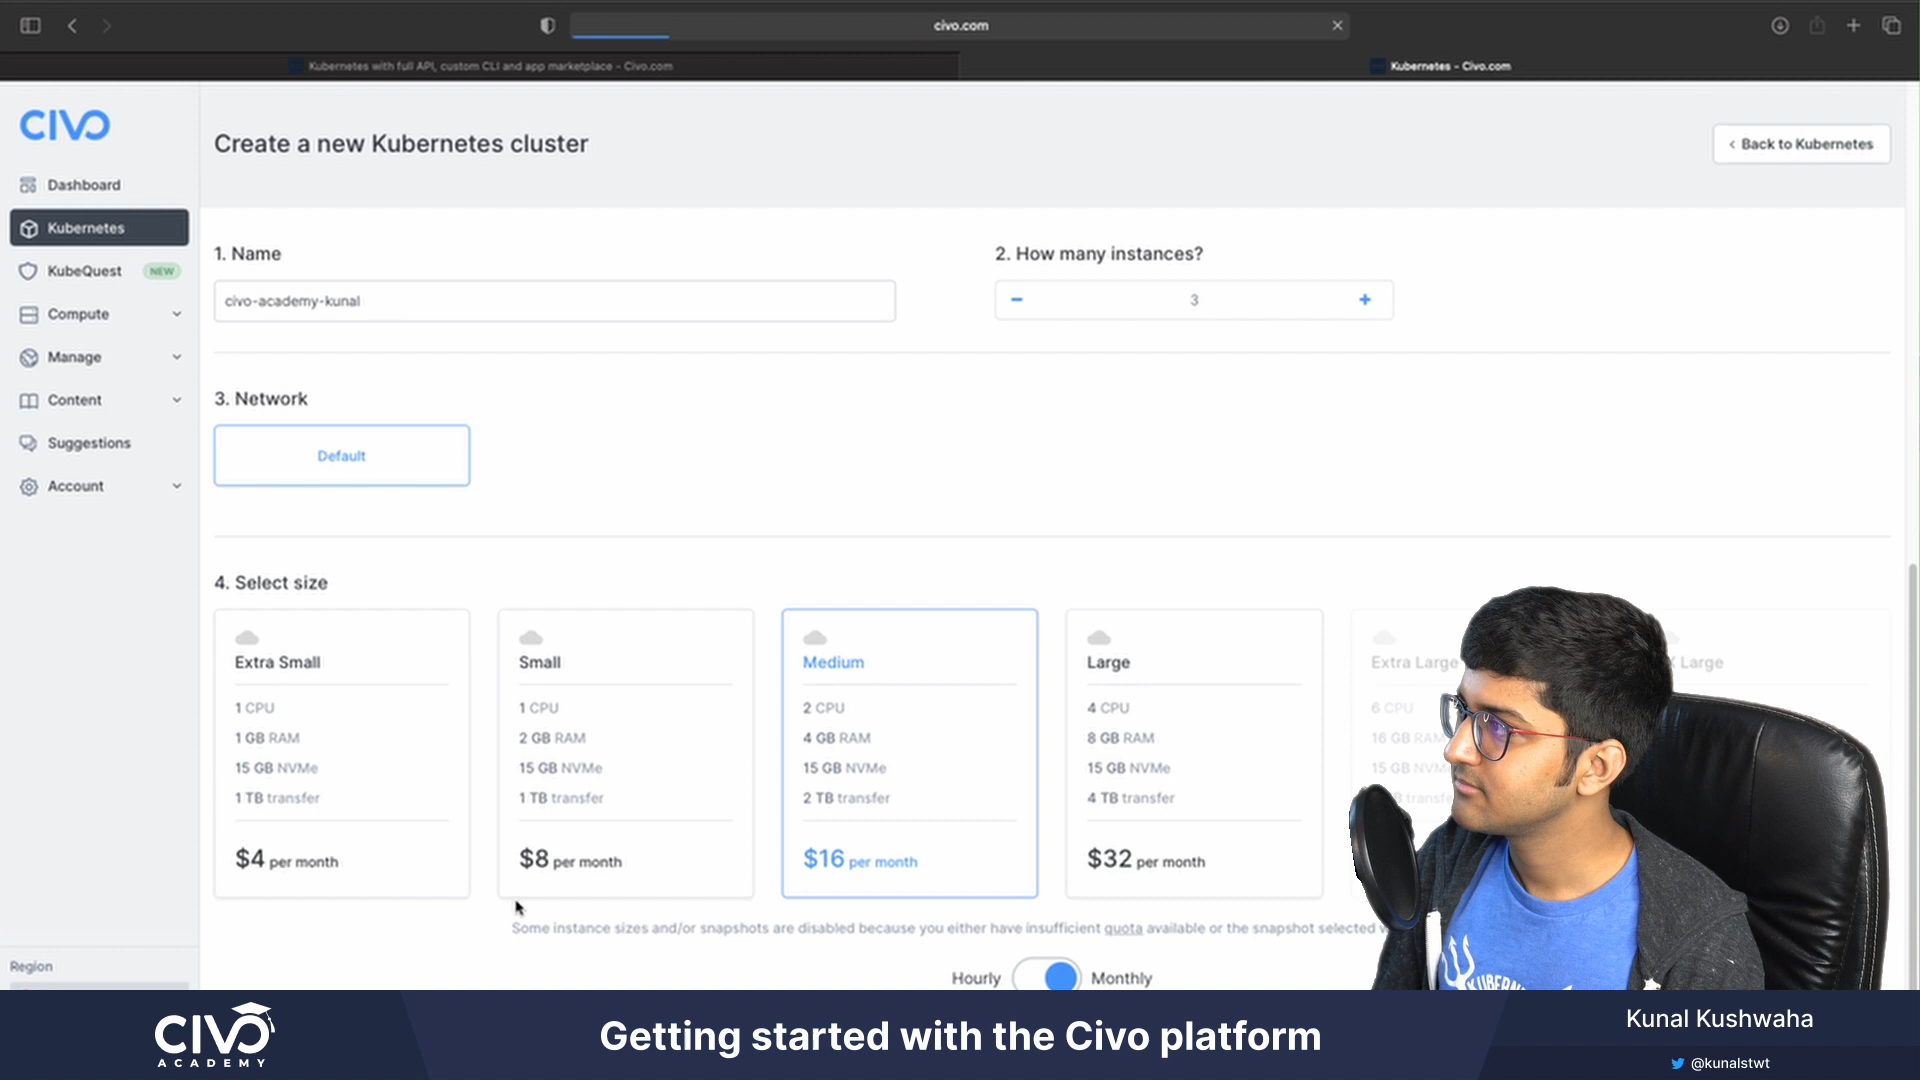 civo.com
Kubernetes with full API, custom CLI and app marketplace - Civo.com
Kubernetes - Civo.com
CIVO
Create a new Kubernetes cluster
Back to Kubernetes
Dashboard
Kubernetes
KubeQuest NEW
Compute
Manage
Content
Suggestions
Account
Region
1. Name
civo-academy-kunal
2. How many instances?
− 3 +
3. Network
Default
4. Select size
Extra Small
1 CPU
1 GB RAM
15 GB NVMe
1 TB transfer
$4 per month
Small
1 CPU
2 GB RAM
15 GB NVMe
1 TB transfer
$8 per month
Medium
2 CPU
4 GB RAM
15 GB NVMe
2 TB transfer
$16 per month
Large
4 CPU
8 GB RAM
15 GB NVMe
4 TB transfer
$32 per month
Extra Large
6 CPU
16 GB RAM
15 GB NVMe
Large
Some instance sizes and/or snapshots are disabled because you either have insufficient quota available or the snapshot selected
Hourly Monthly
CIVO
ACADEMY
Getting started with the Civo platform
Kunal Kushwaha
@kunalstwt